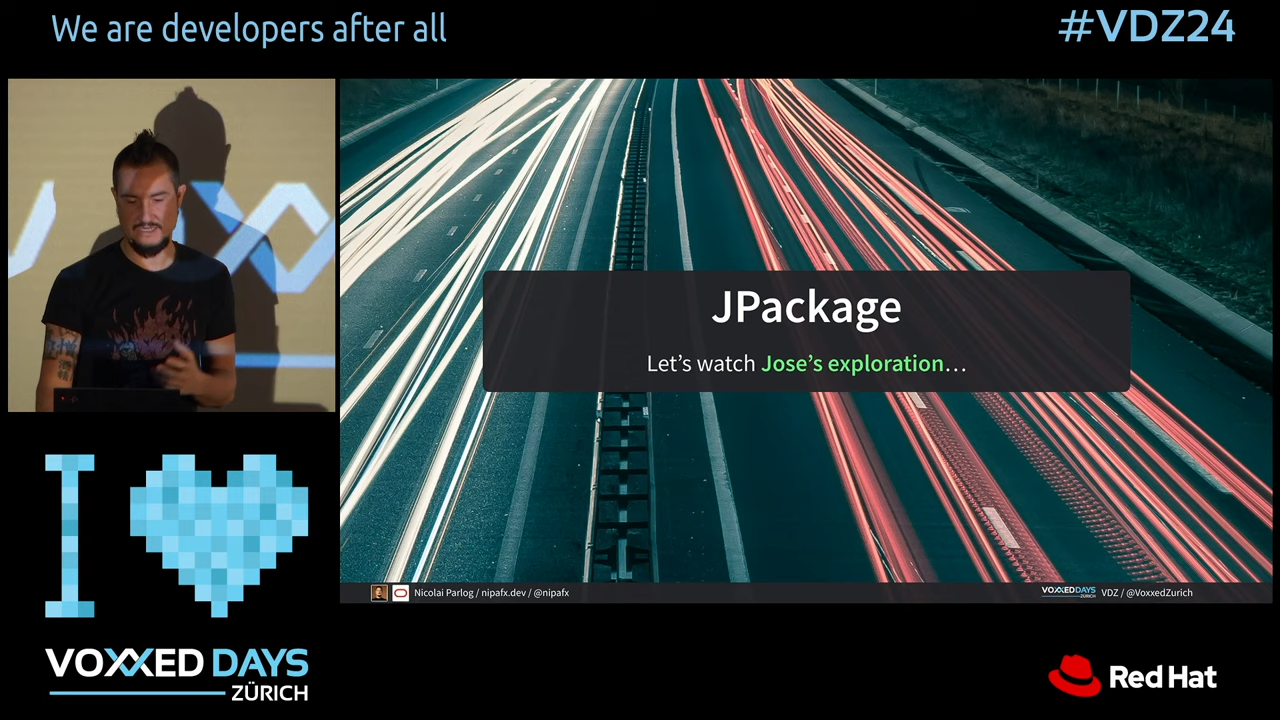 We are developers after all
#VDZ24
JPackage
Let's watch Jose's exploration…
Nicolai Parlog / nipafx.dev / @nipafx
VOXXED DAYS
ZÜRICH
VDZ / @VoxxedZurich
I
VOXXED DAYS
ZÜRICH
Red Hat